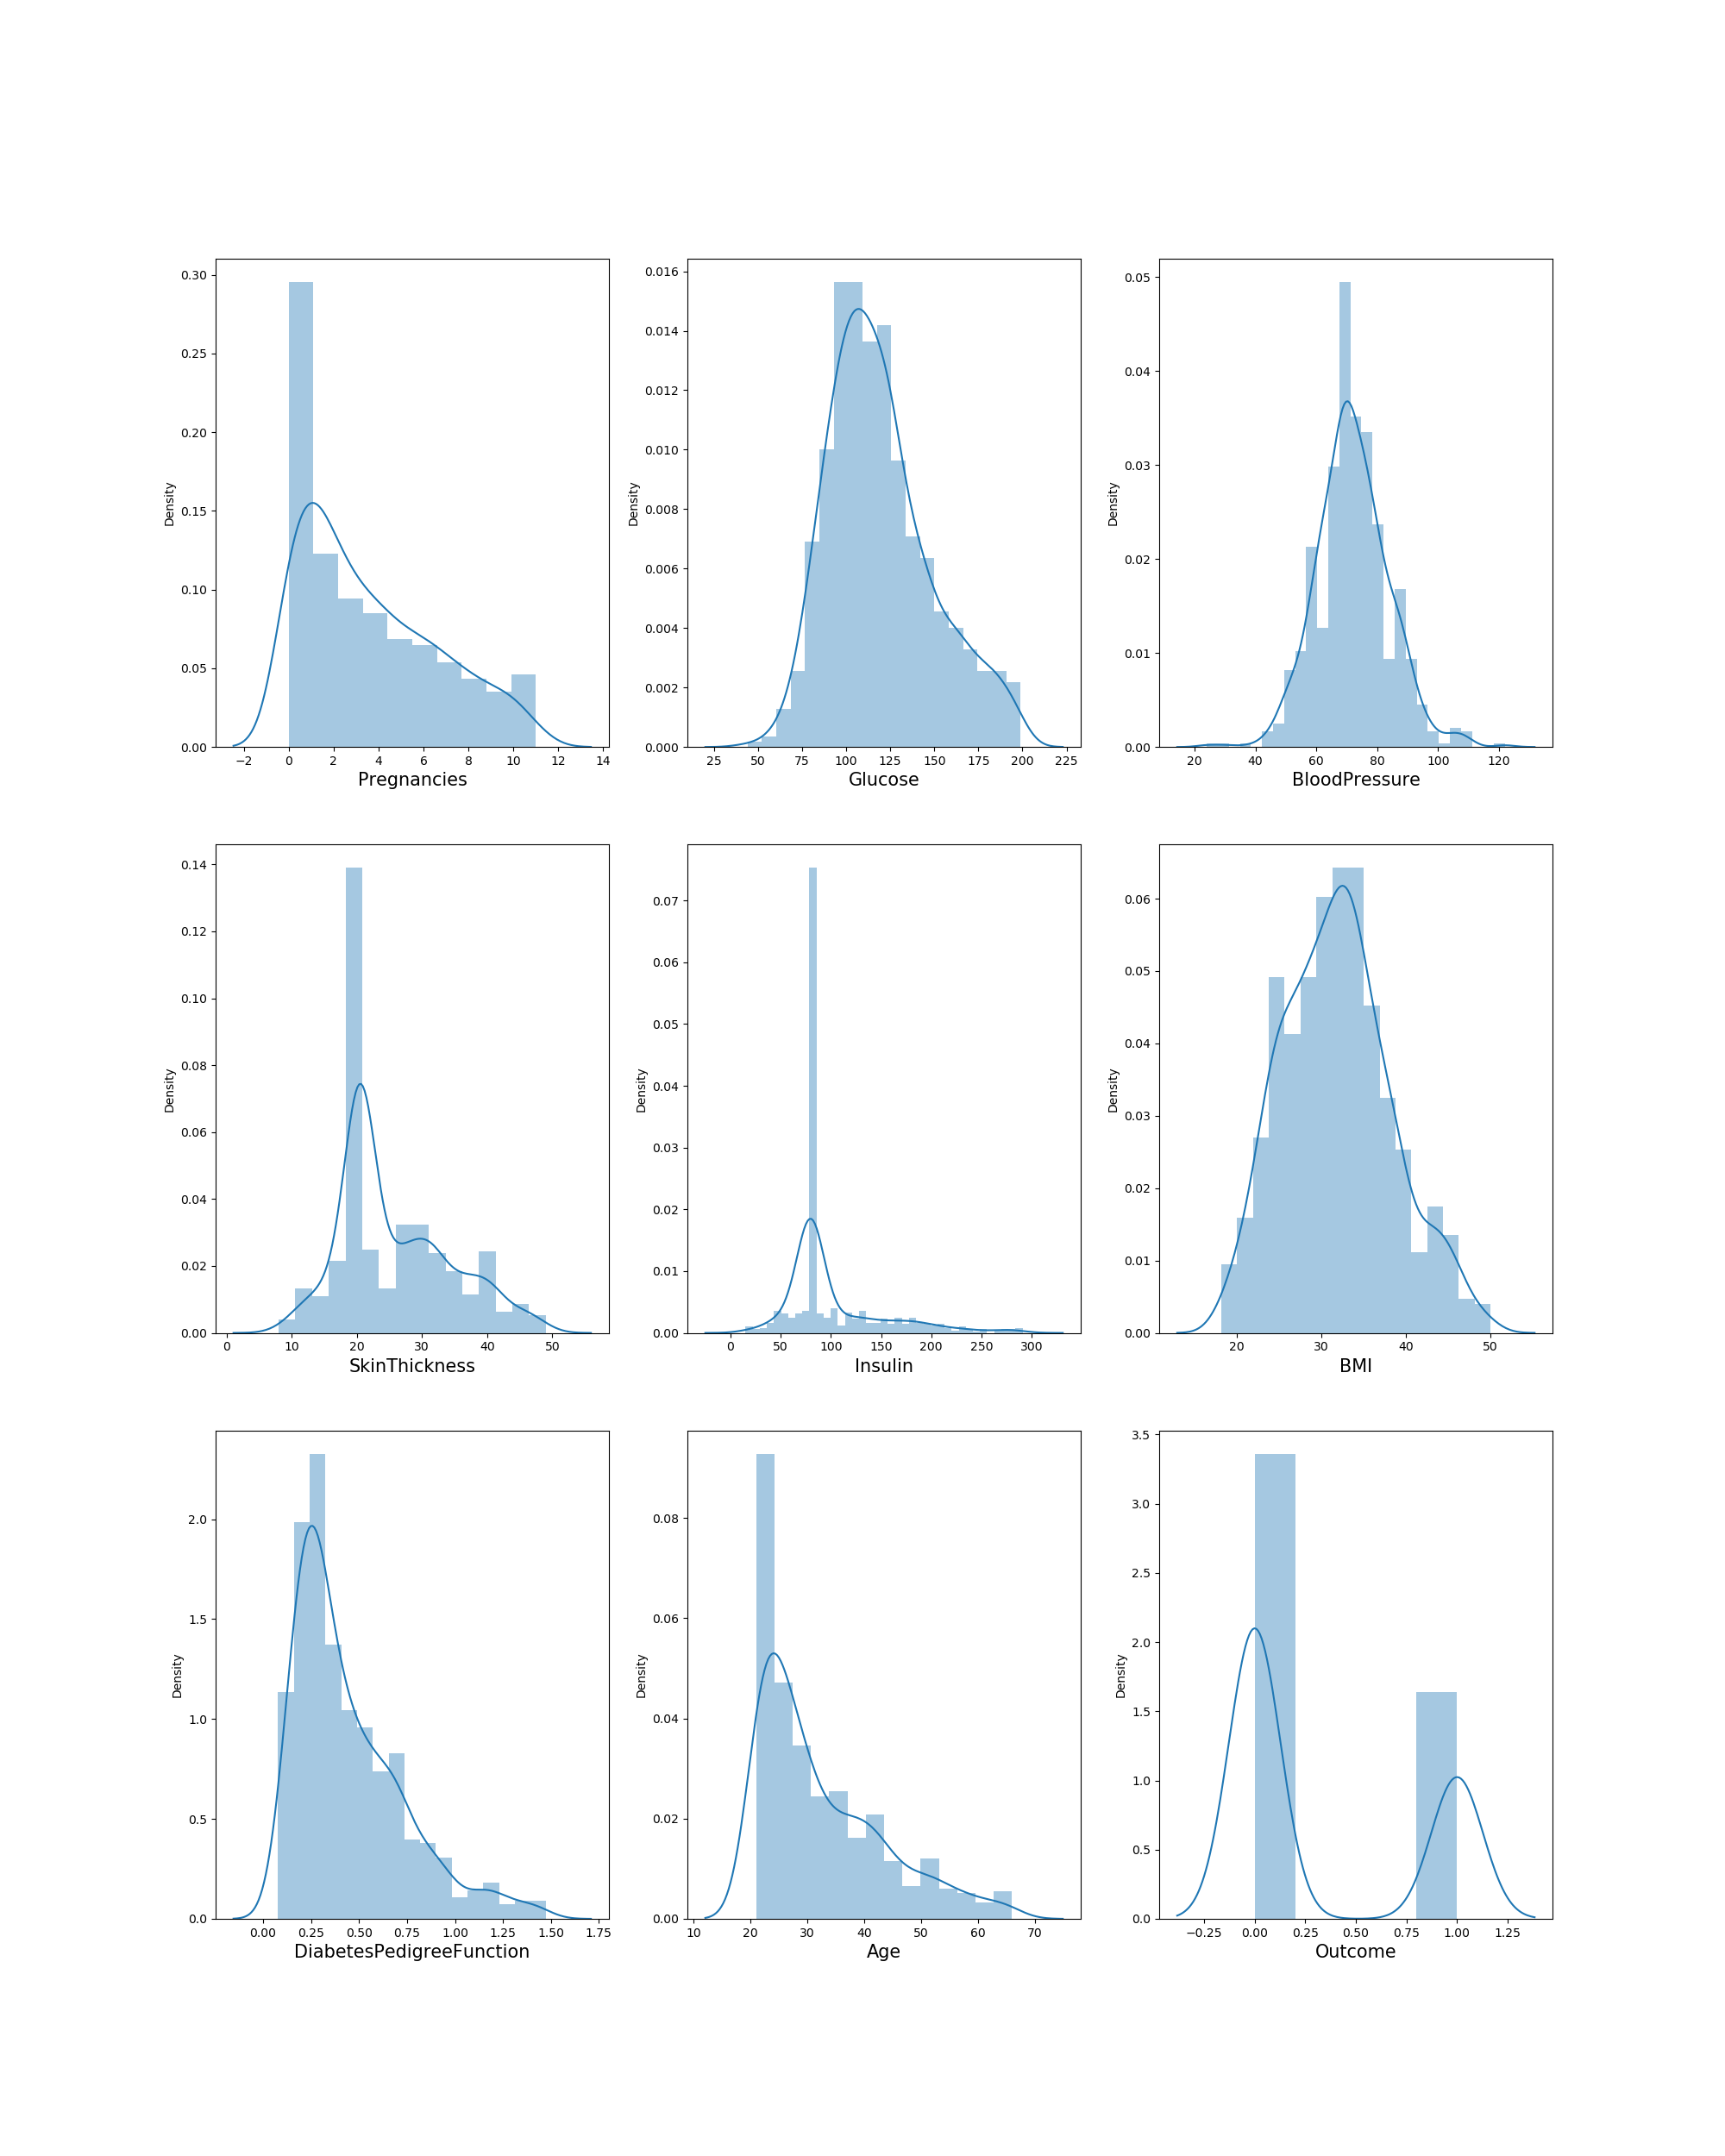 0.30
0.25
0.20
0.15
0.10
0.05
0.00
Density
−2 0 2 4 6 8 10 12 14
Pregnancies
0.016
0.014
0.012
0.010
0.008
0.006
0.004
0.002
0.000
Density
25 50 75 100 125 150 175 200 225
Glucose
0.05
0.04
0.03
0.02
0.01
0.00
Density
20 40 60 80 100 120
BloodPressure
0.14
0.12
0.10
0.08
0.06
0.04
0.02
0.00
Density
0 10 20 30 40 50
SkinThickness
0.07
0.06
0.05
0.04
0.03
0.02
0.01
0.00
Density
0 50 100 150 200 250 300
Insulin
0.06
0.05
0.04
0.03
0.02
0.01
0.00
Density
20 30 40 50
BMI
2.0
1.5
1.0
0.5
0.0
Density
0.00 0.25 0.50 0.75 1.00 1.25 1.50 1.75
DiabetesPedigreeFunction
0.08
0.06
0.04
0.02
0.00
Density
10 20 30 40 50 60 70
Age
3.5
3.0
2.5
2.0
1.5
1.0
0.5
0.0
Density
−0.25 0.00 0.25 0.50 0.75 1.00 1.25
Outcome